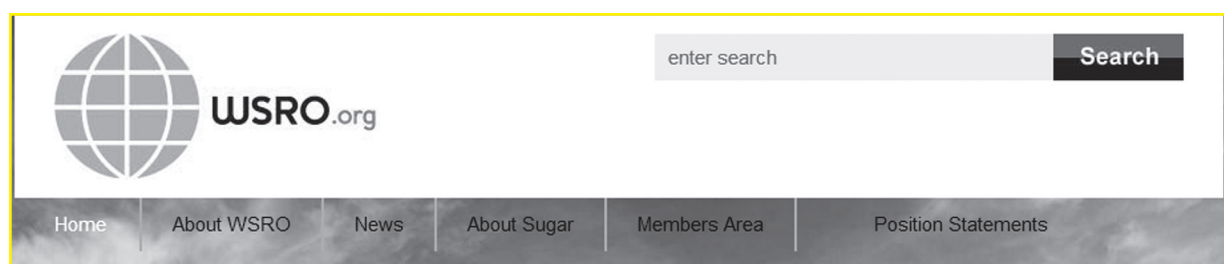 enter search
Search
WSRO.org
Home
About WSRO
News
About Sugar
Members Area
Position Statements